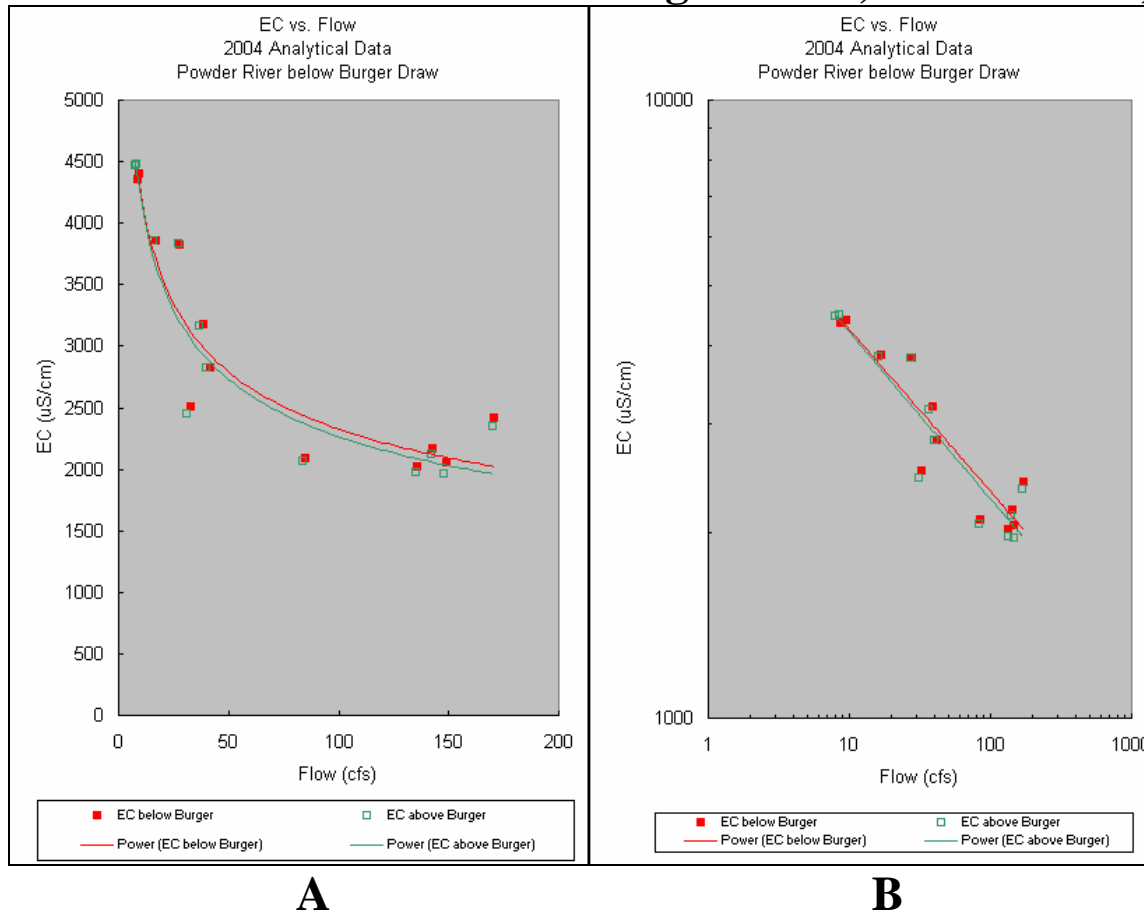 EC vs. Flow
2004 Analytical Data
Powder River below Burger Draw
5000
4500
4000
3500
3000
2500
2000
1500
1000
500
0
EC (uS/cm)
0 50 100 150 200
Flow (cfs)
EC below Burger EC above Burger
Power (EC below Burger) Power (EC above Burger)
A
EC vs. Flow
2004 Analytical Data
Powder River below Burger Draw
10000
1000
EC (uS/cm)
1 10 100 1000
Flow (cfs)
EC below Burger EC above Burger
Power (EC below Burger) Power (EC above Burger)
B